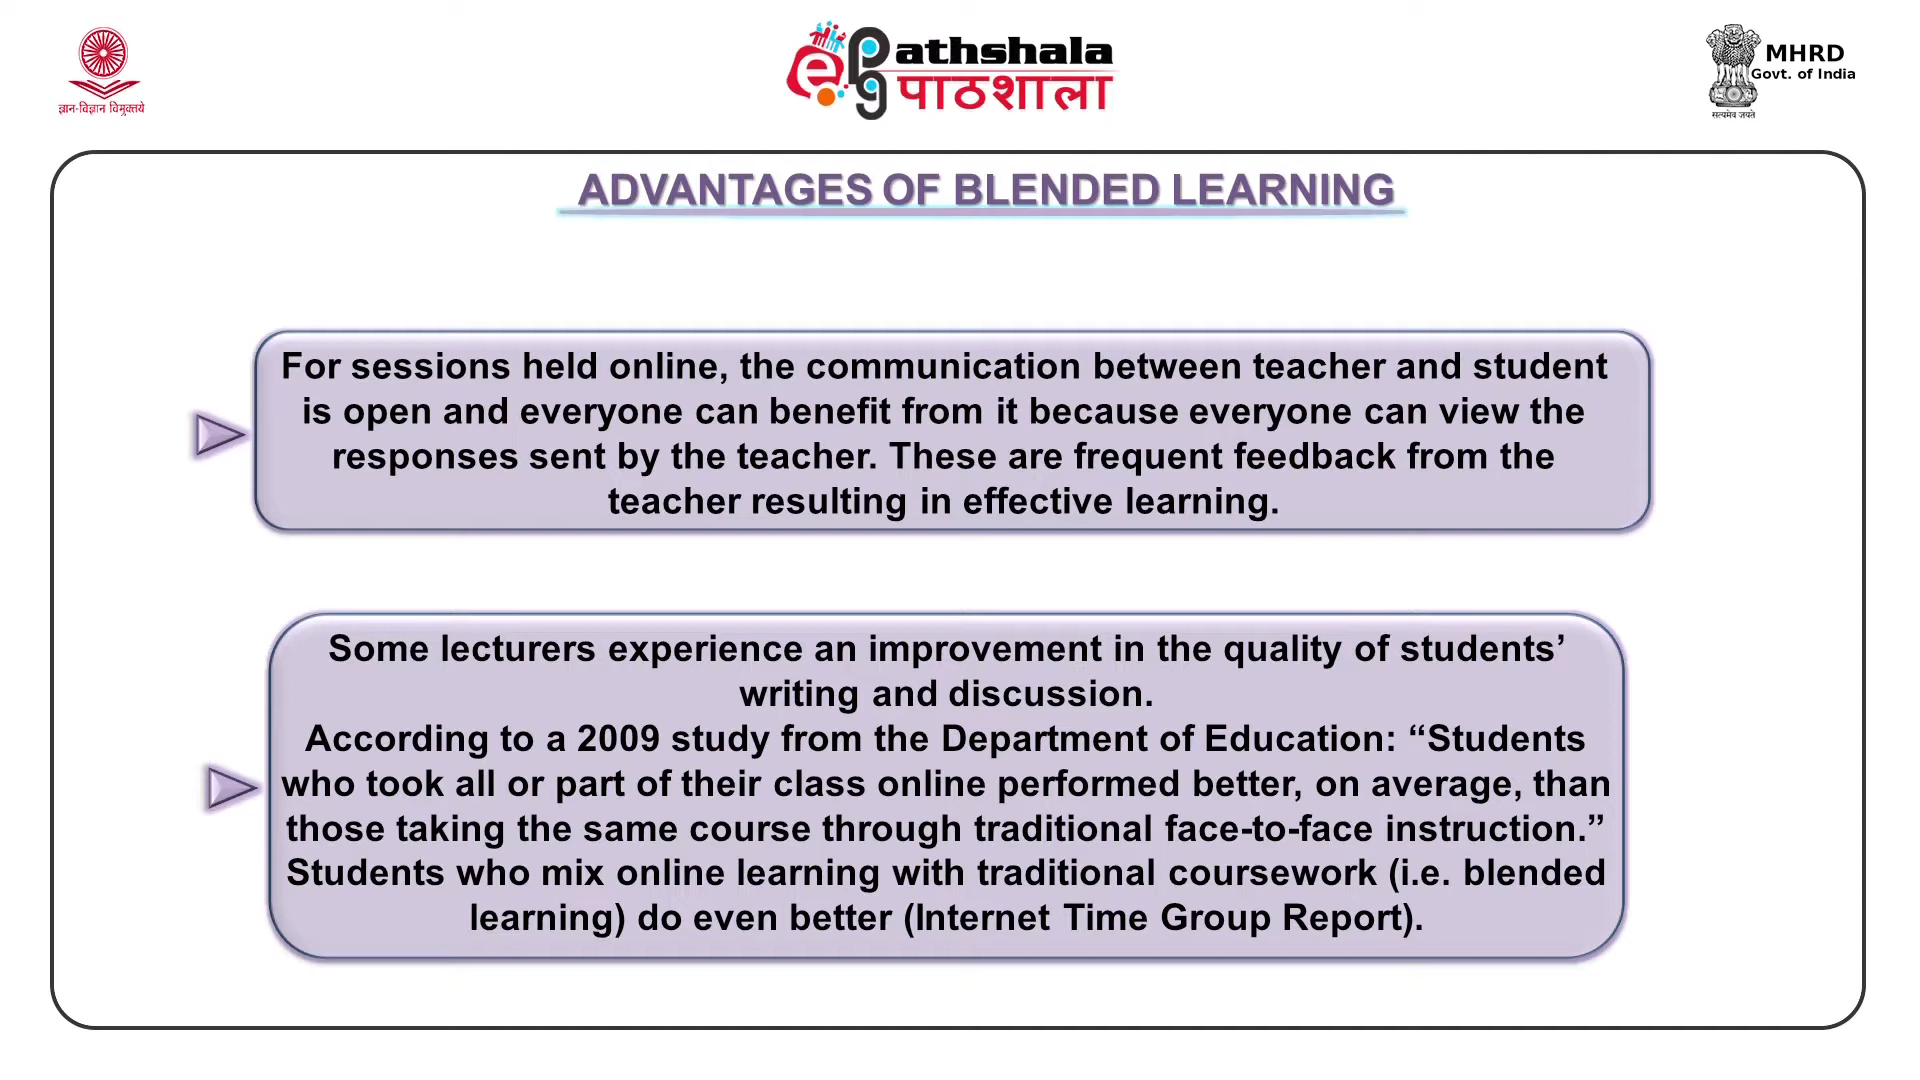 ज्ञान-विज्ञान विमुक्तये
ePG athshala
पाठशाला
MHRD
Govt. of India
सत्यमेव जयते
ADVANTAGES OF BLENDED LEARNING
For sessions held online, the communication between teacher and student
is open and everyone can benefit from it because everyone can view the
responses sent by the teacher. These are frequent feedback from the
teacher resulting in effective learning.
Some lecturers experience an improvement in the quality of students’
writing and discussion.
According to a 2009 study from the Department of Education: “Students
who took all or part of their class online performed better, on average, than
those taking the same course through traditional face-to-face instruction.”
Students who mix online learning with traditional coursework (i.e. blended
learning) do even better (Internet Time Group Report).